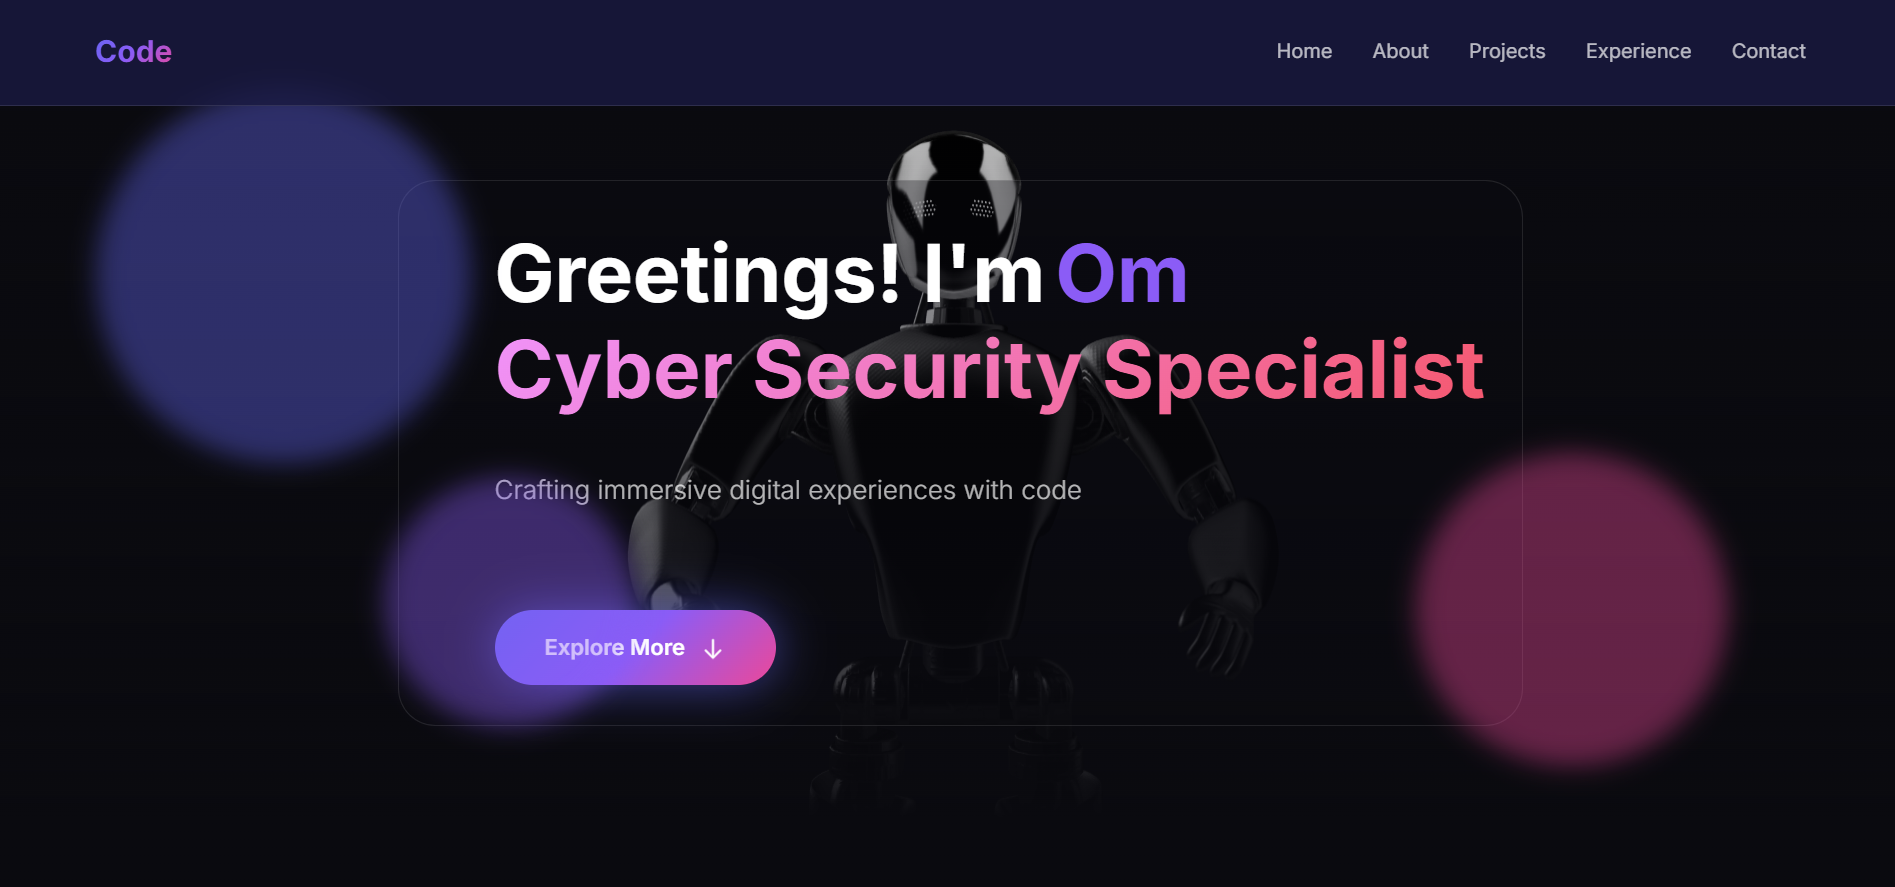 Code
Home About Projects Experience Contact
Greetings! I'm Om
Cyber Security Specialist
Crafting immersive digital experiences with code
Explore More ↓